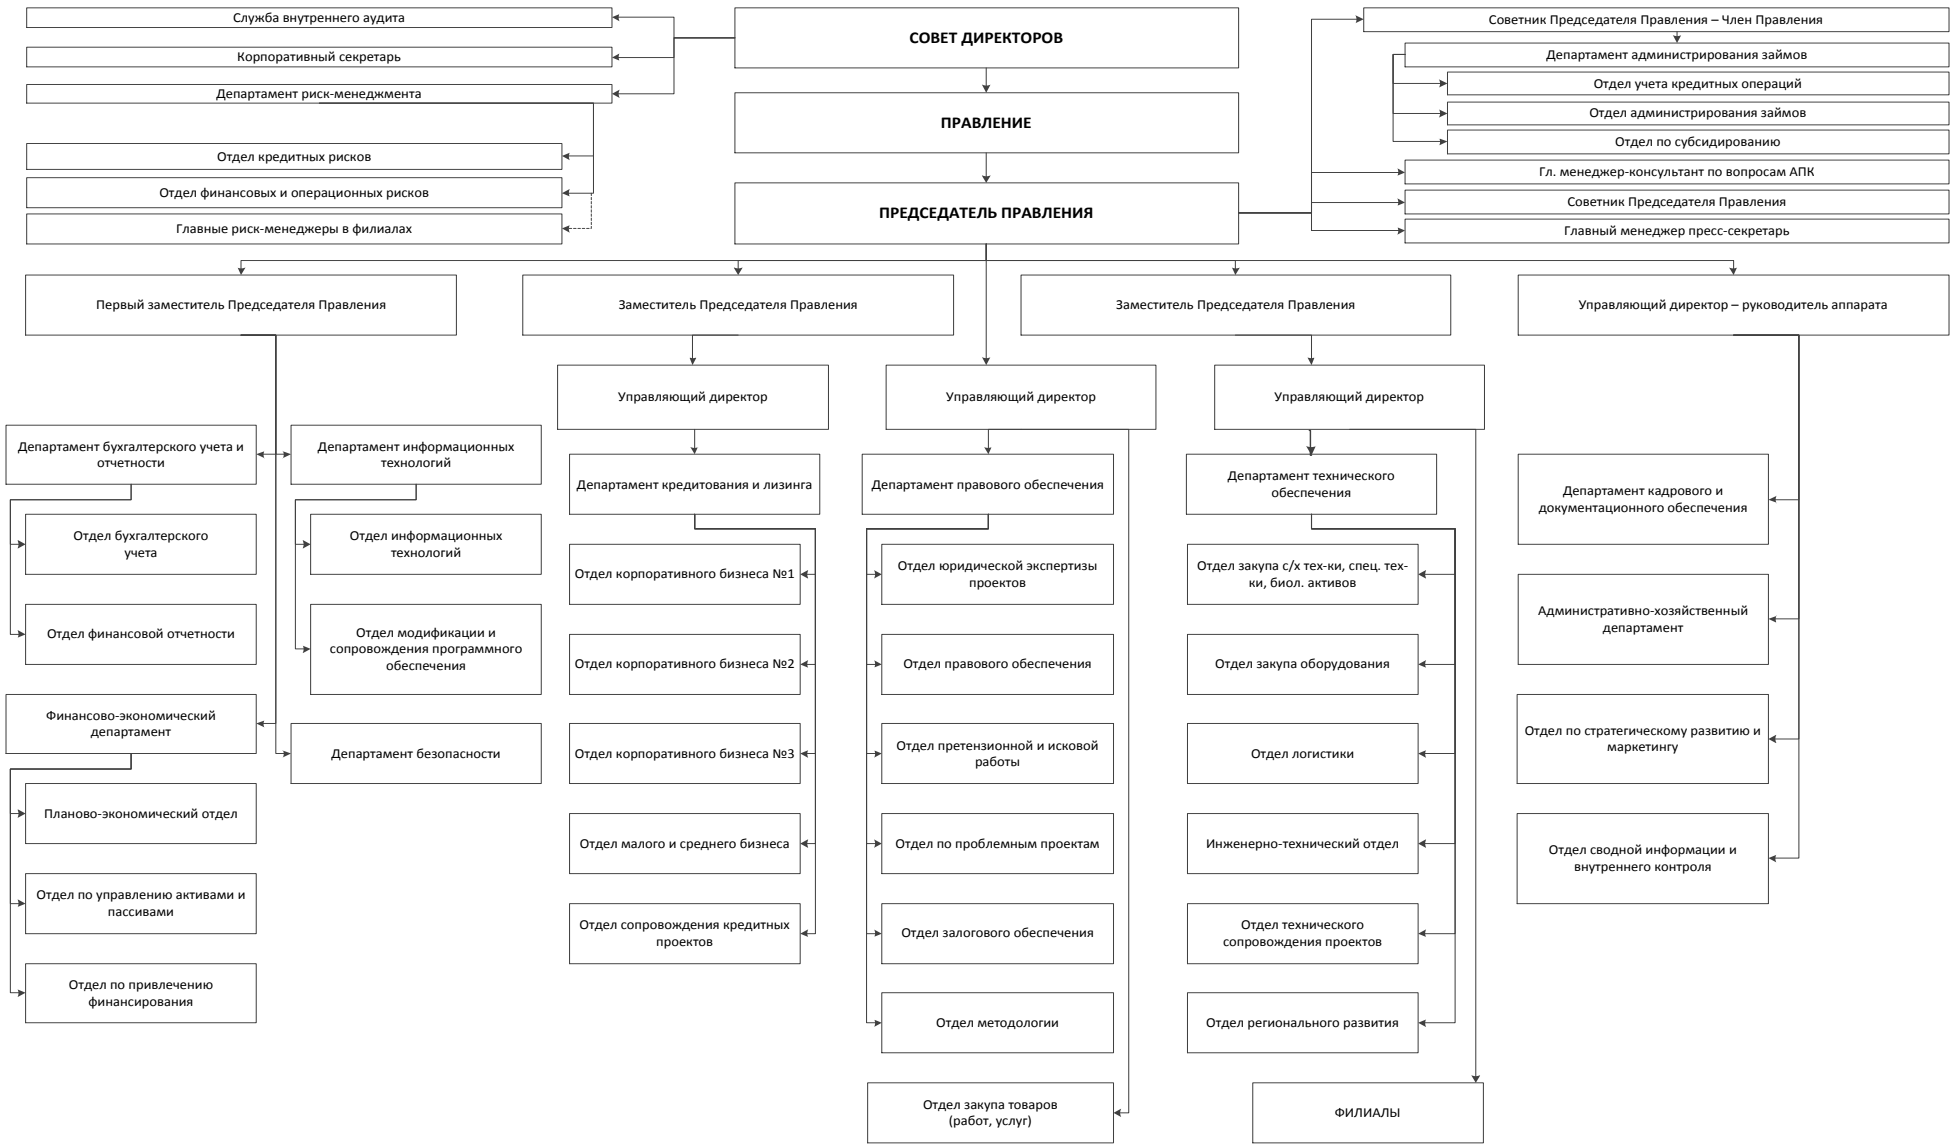 Служба внутреннего аудита
Корпоративный секретарь
Департамент риск-менеджмента
Отдел кредитных рисков
Отдел финансовых и операционных рисков
Главные риск-менеджеры в филиалах
СОВЕТ ДИРЕКТОРОВ
ПРАВЛЕНИЕ
ПРЕДСЕДАТЕЛЬ ПРАВЛЕНИЯ
Советник Председателя Правления – Член Правления
Департамент администрирования займов
Отдел учета кредитных операций
Отдел администрирования займов
Отдел по субсидированию
Гл. менеджер-консультант по вопросам АПК
Советник Председателя Правления
Главный менеджер пресс-секретарь
Первый заместитель Председателя Правления
Заместитель Председателя Правления
Заместитель Председателя Правления
Управляющий директор – руководитель аппарата
Управляющий директор
Управляющий директор
Управляющий директор
Департамент бухгалтерского учета и
отчетности
Отдел бухгалтерского
учета
Отдел финансовой отчетности
Финансово-экономический
департамент
Планово-экономический отдел
Отдел по управлению активами и
пассивами
Отдел по привлечению
финансирования
Департамент информационных
технологий
Отдел информационных
технологий
Отдел модификации и
сопровождения программного
обеспечения
Департамент безопасности
Департамент кредитования и лизинга
Отдел корпоративного бизнеса №1
Отдел корпоративного бизнеса №2
Отдел корпоративного бизнеса №3
Отдел малого и среднего бизнеса
Отдел сопровождения кредитных
проектов
Департамент правового обеспечения
Отдел юридической экспертизы
проектов
Отдел правового обеспечения
Отдел претензионной и исковой
работы
Отдел по проблемным проектам
Отдел залогового обеспечения
Отдел методологии
Отдел закупа товаров
(работ, услуг)
Департамент технического
обеспечения
Отдел закупа с/х тех-ки, спец. тех-
ки, биол. активов
Отдел закупа оборудования
Отдел логистики
Инженерно-технический отдел
Отдел технического
сопровождения проектов
Отдел регионального развития
ФИЛИАЛЫ
Департамент кадрового и
документационного обеспечения
Административно-хозяйственный
департамент
Отдел по стратегическому развитию и
маркетингу
Отдел сводной информации и
внутреннего контроля